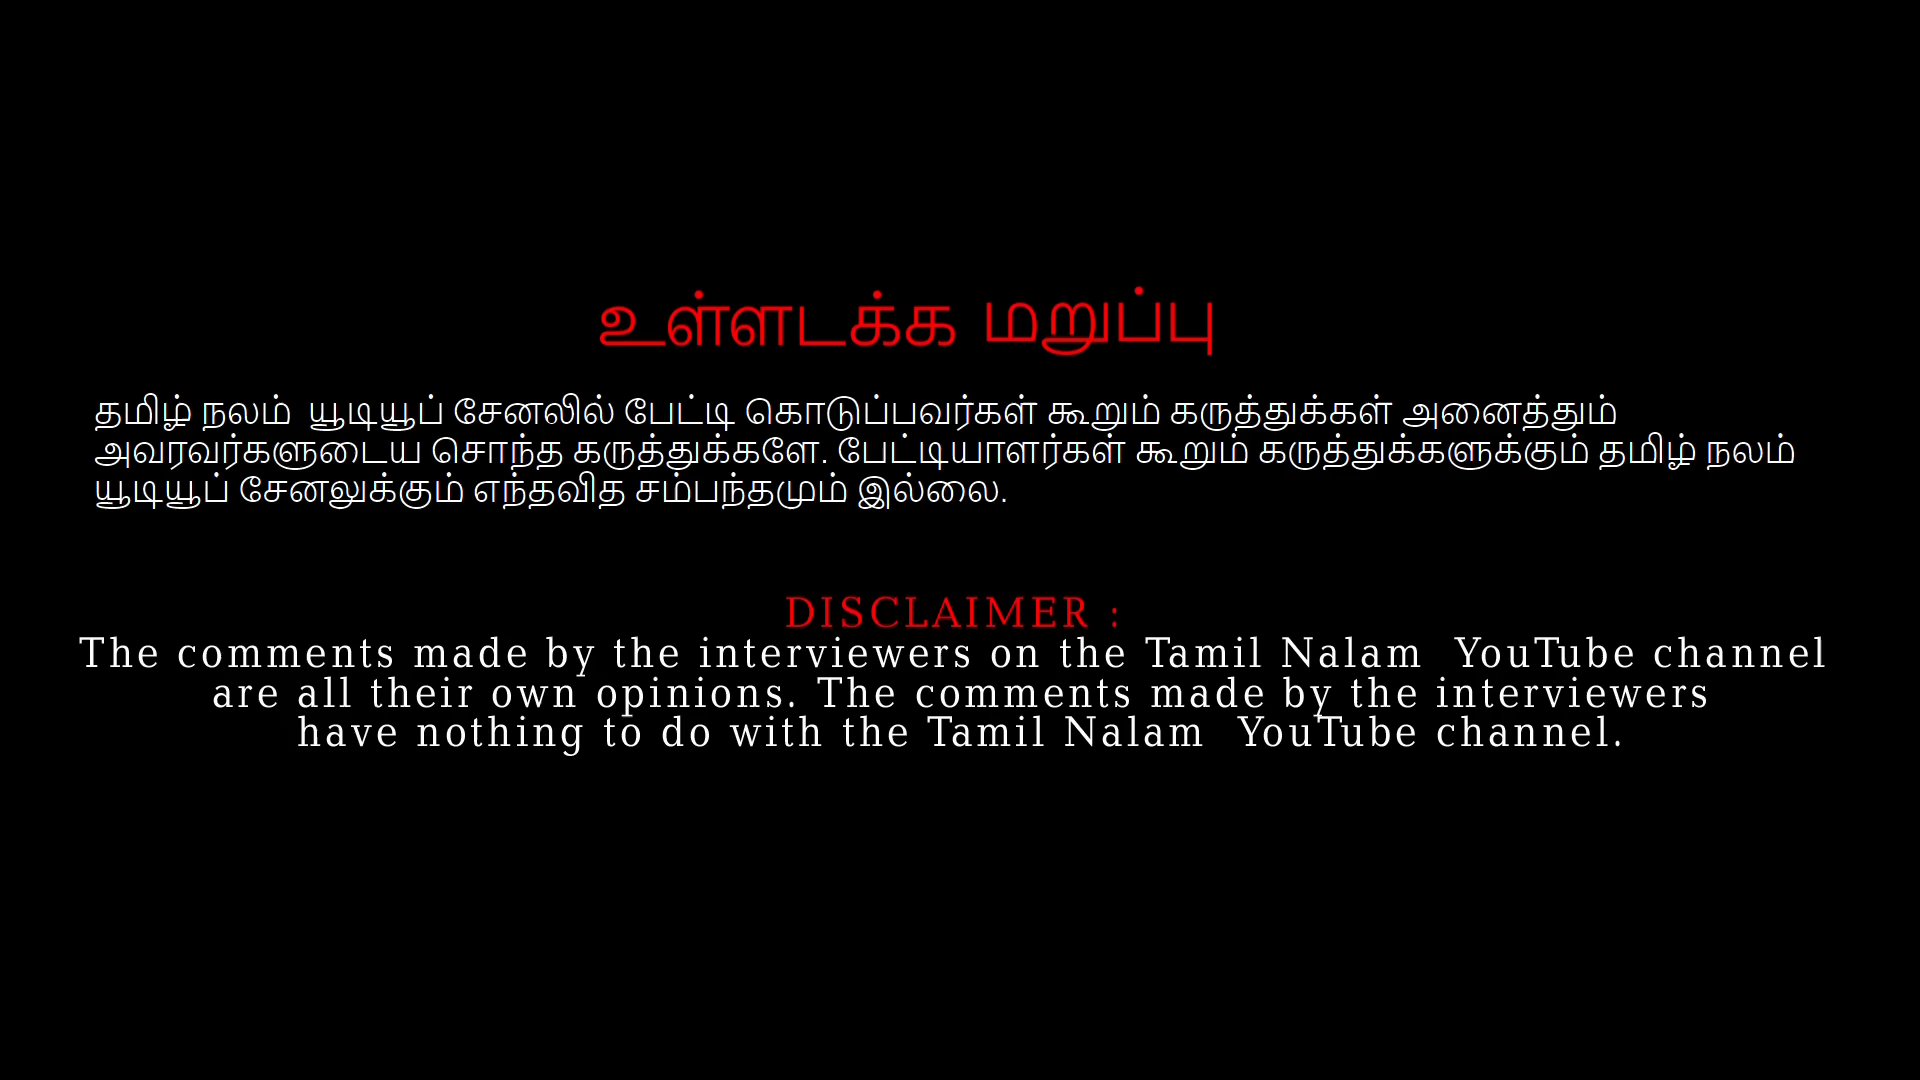 உள்ளடக்க மறுப்பு
தமிழ் நலம்  யூடியூப் சேனலில் பேட்டி கொடுப்பவர்கள் கூறும் கருத்துக்கள் அனைத்தும்
அவரவர்களுடைய சொந்த கருத்துக்களே. பேட்டியாளர்கள் கூறும் கருத்துக்களுக்கும் தமிழ் நலம்
யூடியூப் சேனலுக்கும் எந்தவித சம்பந்தமும் இல்லை.
DISCLAIMER :
The comments made by the interviewers on the Tamil Nalam  YouTube channel
are all their own opinions. The comments made by the interviewers
have nothing to do with the Tamil Nalam  YouTube channel.